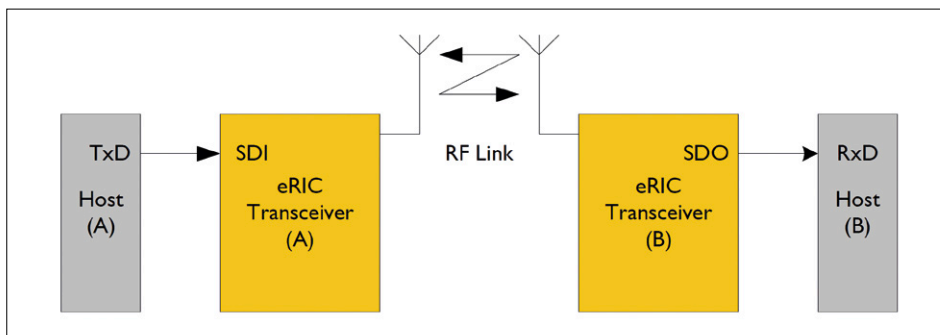 TxD
Host
(A)
SDI
eRIC
Transceiver
(A)
RF Link
SDO
eRIC
Transceiver
(B)
RxD
Host
(B)